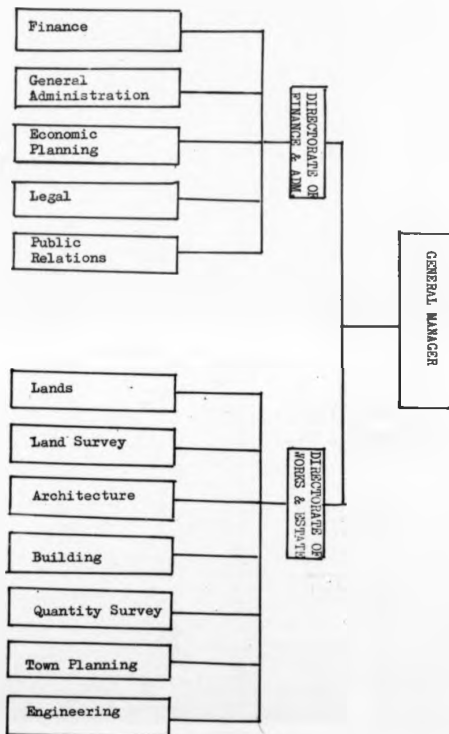 GENERAL MANAGER
DIRECTORATE OF
FINANCE & ADM.
Finance
General
Administration
Economic
Planning
Legal
Public
Relations
DIRECTORATE OF
WORKS & ESTATE
Lands
Land Survey
Architecture
Building
Quantity Survey
Town Planning
Engineering